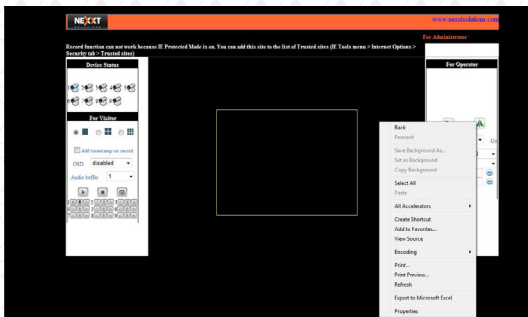 NEXXT
SOLUTIONS
www.nexxtsolutions.com
For Administrator
Record function can not work because IE Protected Mode is on. You can add this site to the list of Trusted sites (IE Tools menu > Internet Options >
Security tab > Trusted sites)
Device Status
For Visitor
Add timestamp on record
OSD disabled
Audio buffer 1
For Operator
Back
Forward
Save Background As...
Set as Background
Copy Background
Select All
Paste
All Accelerators
Create Shortcut
Add to Favorites...
View Source
Encoding
Print...
Print Preview...
Refresh
Export to Microsoft Excel
Properties